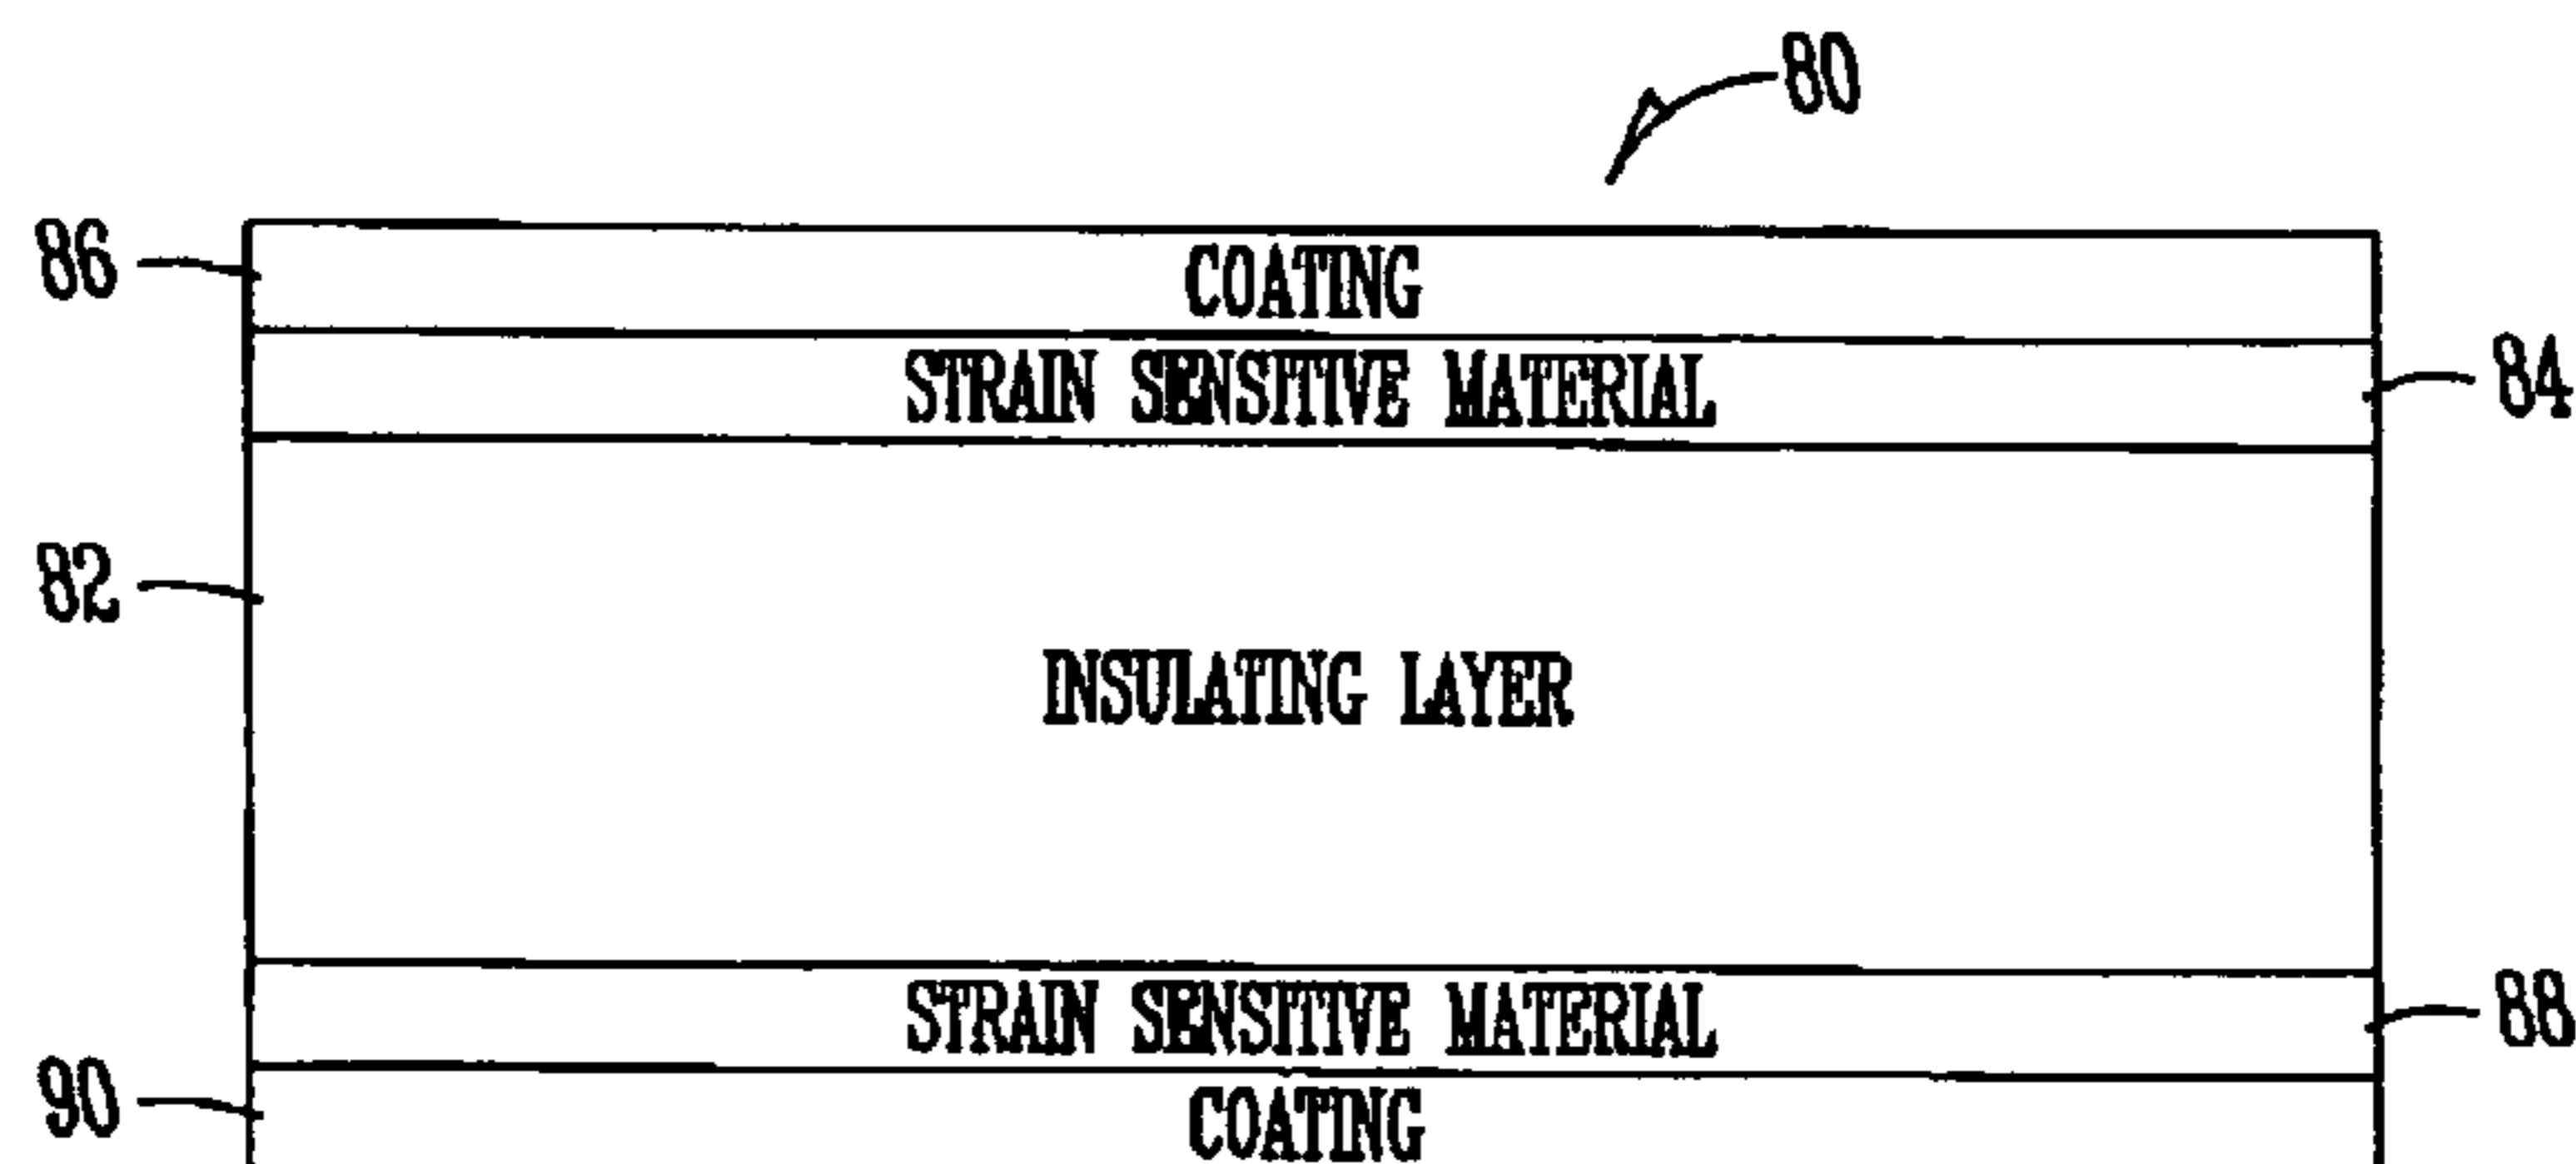 80
86
COATING
STRAIN SENSITIVE MATERIAL
84
82
INSULATING LAYER
STRAIN SENSITIVE MATERIAL
88
90
COATING